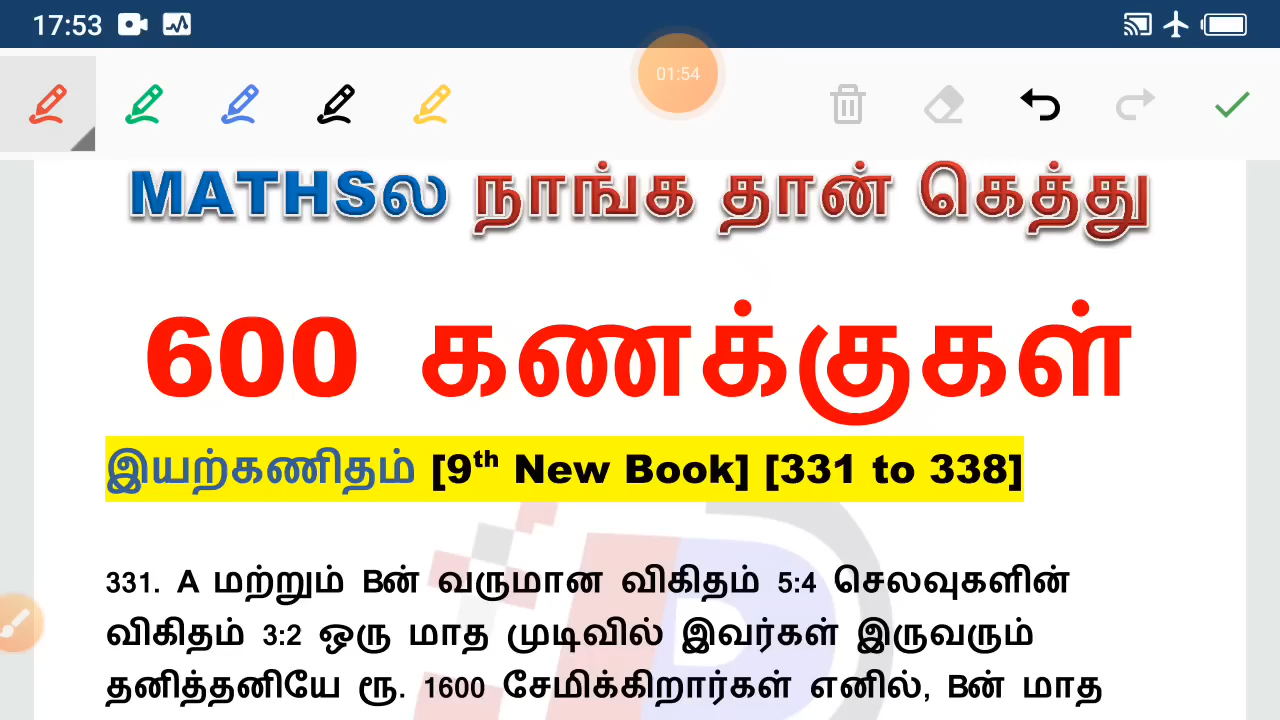 17:53
01:54
MATHSல நாங்க தான் கெத்து
600 கணக்குகள்
இயற்கணிதம் [9th New Book] [331 to 338]
331. A மற்றும் Bன் வருமான விகிதம் 5:4 செலவுகளின்
விகிதம் 3:2 ஒரு மாத முடிவில் இவர்கள் இருவரும்
தனித்தனியே ரூ. 1600 சேமிக்கிறார்கள் எனில், Bன் மாத